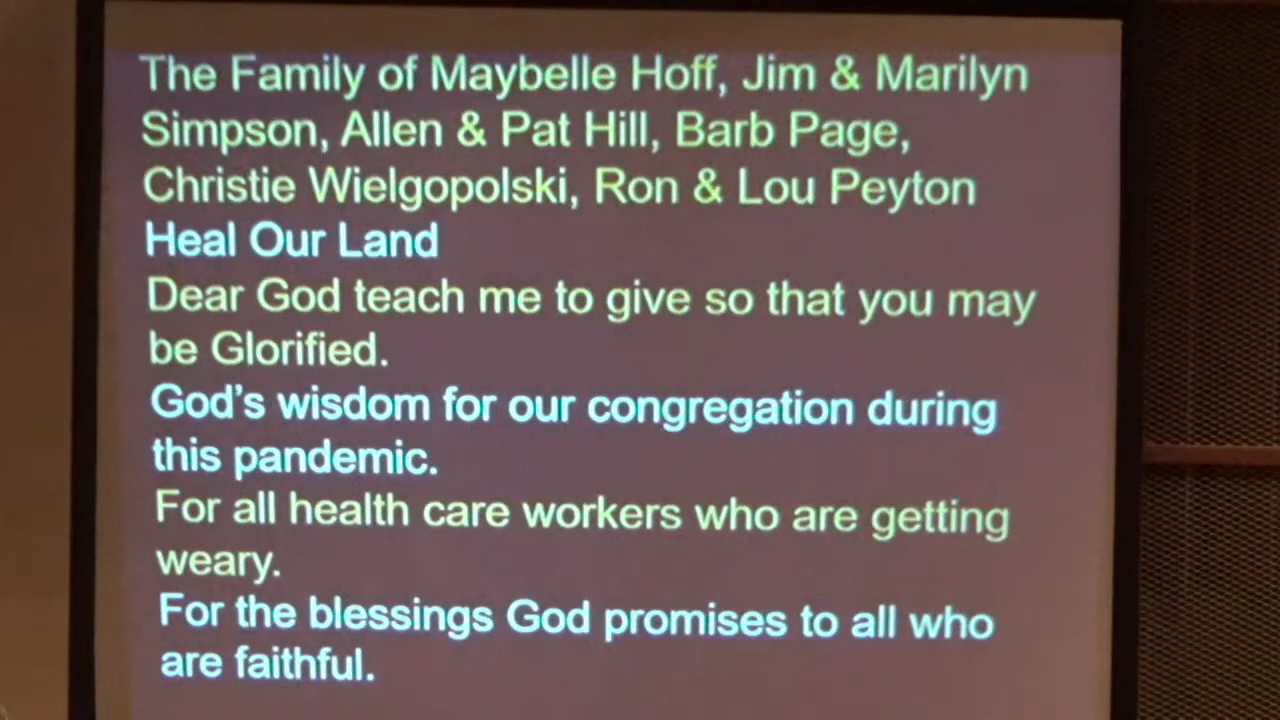 The Family of Maybelle Hoff, Jim & Marilyn
Simpson, Allen & Pat Hill, Barb Page,
Christie Wielgopolski, Ron & Lou Peyton
Heal Our Land
Dear God teach me to give so that you may
be Glorified.
God's wisdom for our congregation during
this pandemic.
For all health care workers who are getting
weary.
For the blessings God promises to all who
are faithful.